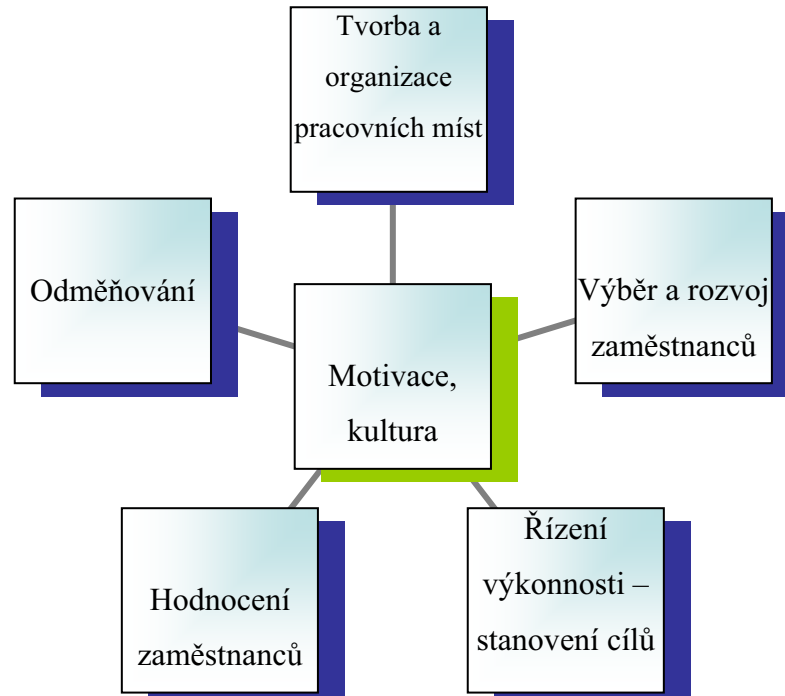 Tvorba a
organizace
pracovních míst
Odměňování
Výběr a rozvoj
zaměstnanců
Motivace,
kultura
Hodnocení
zaměstnanců
Řízení
výkonnosti –
stanovení cílů